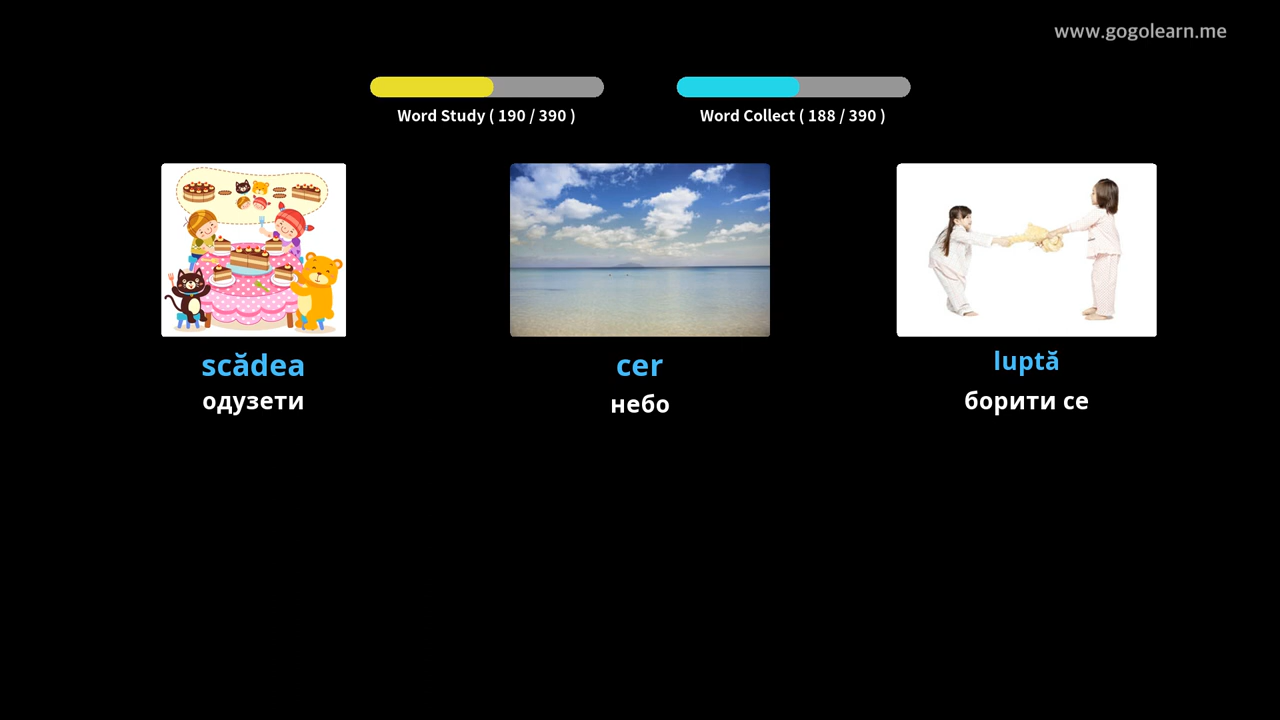 www.gogolearn.me
Word Study ( 190 / 390 )
Word Collect ( 188 / 390 )
scădea
cer
luptă
одузети
небо
борити се